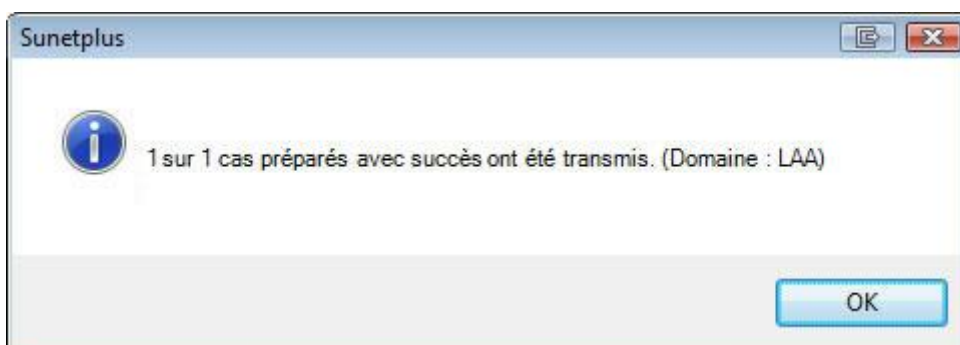 Sunetplus
1 sur 1 cas préparés avec succès ont été transmis. (Domaine : LAA)
OK